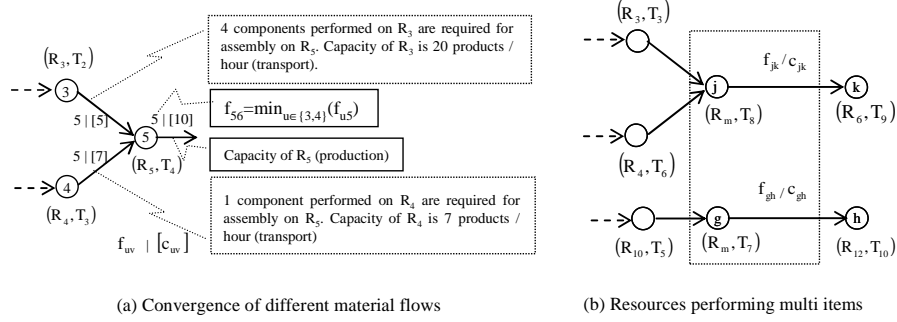 4 components performed on R3 are required for
assembly on R5. Capacity of R3 is 20 products /
hour (transport).
(R3,T2)
3
5 | [5]
5 | [10]
f56=minu∈{3,4}(fu5)
5
(R5,T4)
Capacity of R5 (production)
5 | [7]
4
(R4,T3)
1 component performed on R4 are required for
assembly on R5. Capacity of R4 is 7 products /
hour (transport)
fuv | [cuv]
(a) Convergence of different material flows
(R3,T3)
fjk/cjk
j
k
(Rm,T8)
(R6,T9)
(R4,T6)
fgh/cgh
g
h
(R10,T5)
(Rm,T7)
(R12,T10)
(b) Resources performing multi items